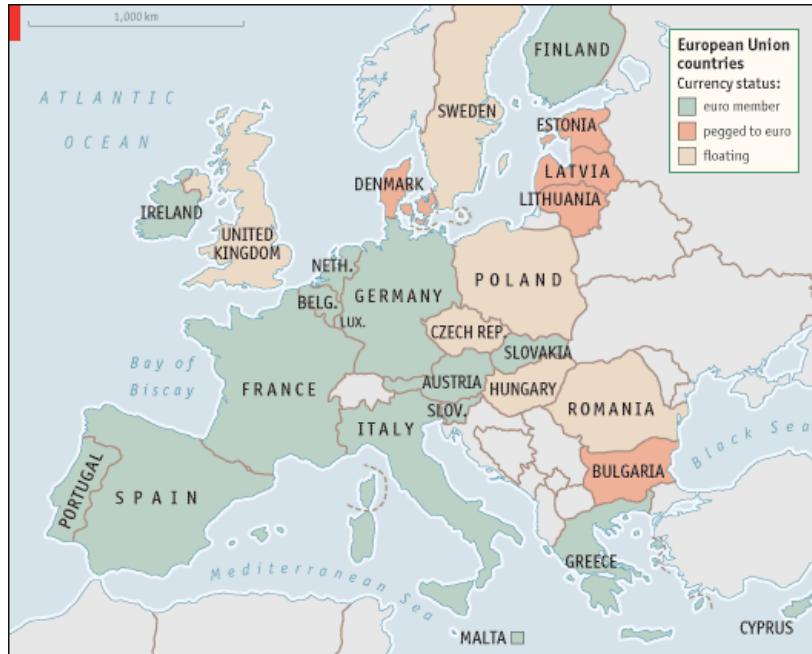 1,000 km
European Union
countries
Currency status:
euro member
pegged to euro
floating
ATLANTIC
OCEAN
FINLAND
SWEDEN
ESTONIA
LATVIA
LITHUANIA
DENMARK
IRELAND
UNITED
KINGDOM
NETH.
BELG.
LUX.
GERMANY
POLAND
CZECH REP.
SLOVAKIA
Bay of
Biscay
FRANCE
AUSTRIA
HUNGARY
SLOV.
ITALY
ROMANIA
Black Sea
BULGARIA
PORTUGAL
SPAIN
GREECE
Mediterranean Sea
MALTA
CYPRUS